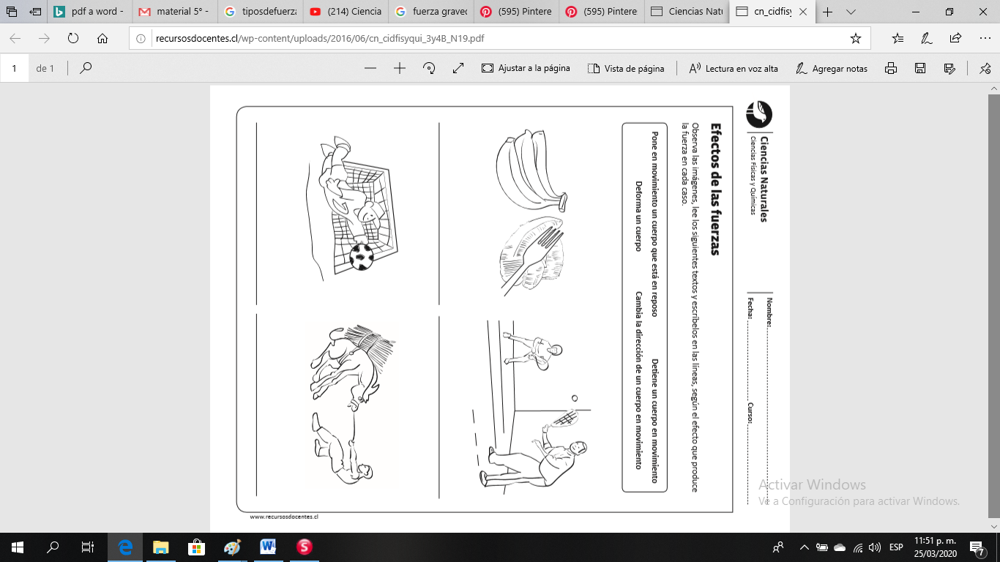 pdf a word -
material 5° -
tiposdefuerza
(214) Ciencia
fuerza graved
(595) Pintere
(595) Pintere
Ciencias Natu
cn_cidfisy
recursosdocentes.cl/wp-content/uploads/2016/06/cn_cidfisyqui_3y4B_N19.pdf
1 de 1
Ajustar a la página
Vista de página
Lectura en voz alta
Agregar notas
Ciencias Naturales
Ciencias Físicas y Químicas
Nombre:
Fecha: Curso:
Efectos de las fuerzas
Observa las imágenes, lee los siguientes textos y escríbelos en las líneas, según el efecto que produce
la fuerza en cada caso.
Pone en movimiento un cuerpo que está en reposo Detiene un cuerpo en movimiento
Deforma un cuerpo Cambia la dirección de un cuerpo en movimiento
www.recursosdocentes.cl
Activar Windows
Ve a Configuración para activar Windows.
ESP
11:51 p. m.
25/03/2020
7